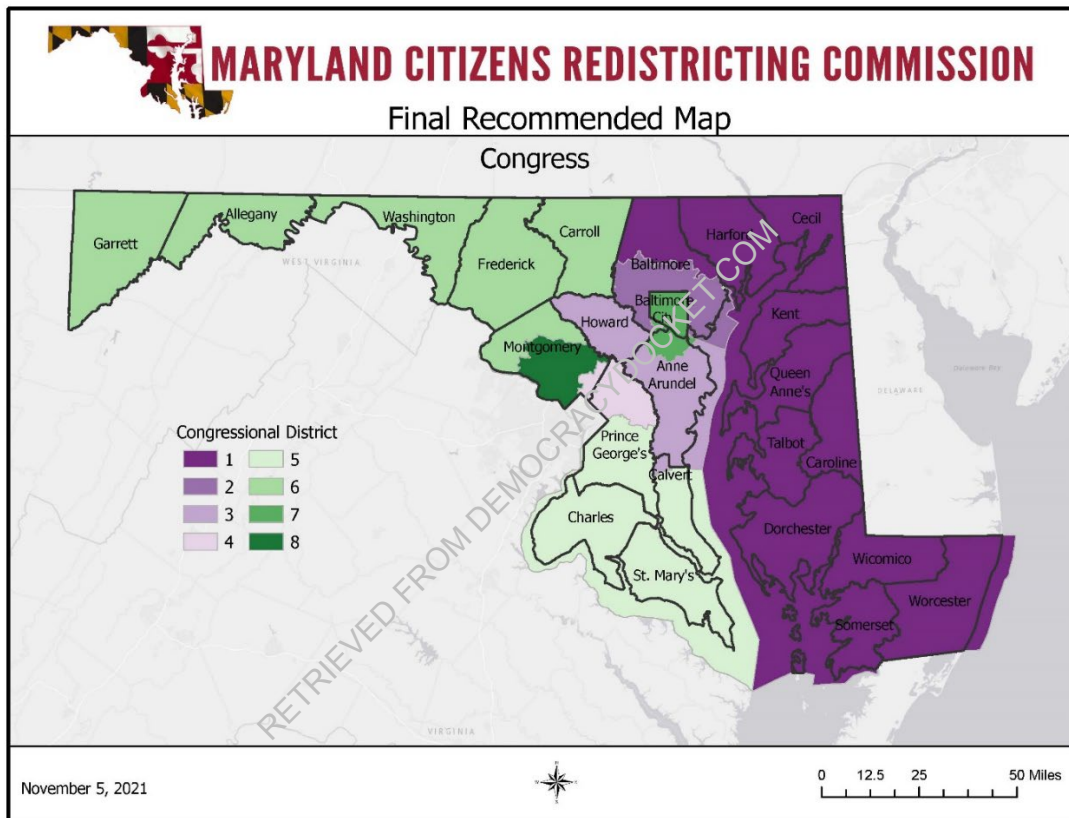 MARYLAND CITIZENS REDISTRICTING COMMISSION
Final Recommended Map
Congress
Garrett
Allegany
Washington
Frederick
Carroll
Baltimore
Harford
Cecil
Baltimore
City
Howard
Montgomery
Anne
Arundel
Kent
Queen
Anne's
Talbot
Caroline
Prince
George's
Calvert
Charles
St. Mary's
Dorchester
Wicomico
Worcester
Somerset
WEST VIRGINIA
VIRGINIA
DELAWARE
Delaware Bay
Congressional District
1 5
2 6
3 7
4 8
RETRIEVED FROM DEMOCRACYDOCKET.COM
November 5, 2021
N
W E
S
0 12.5 25 50 Miles